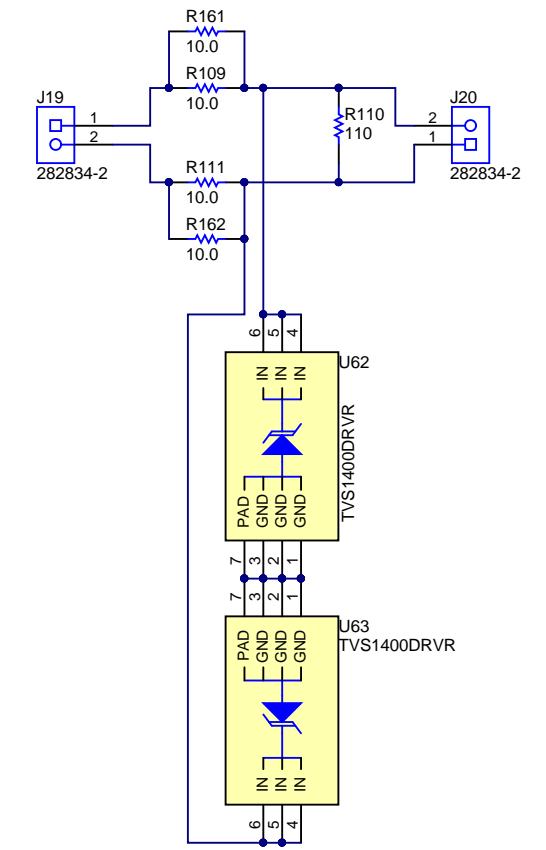 R161
10.0
R109
10.0
J19
1
2
282834-2
R110
110
J20
2
1
282834-2
R111
10.0
R162
10.0
6
5
4
U62
IN
IN
IN
TVS1400DRVR
PAD
GND
GND
GND
7
3
2
1
7
3
2
1
U63
TVS1400DRVR
PAD
GND
GND
GND
IN
IN
IN
6
5
4